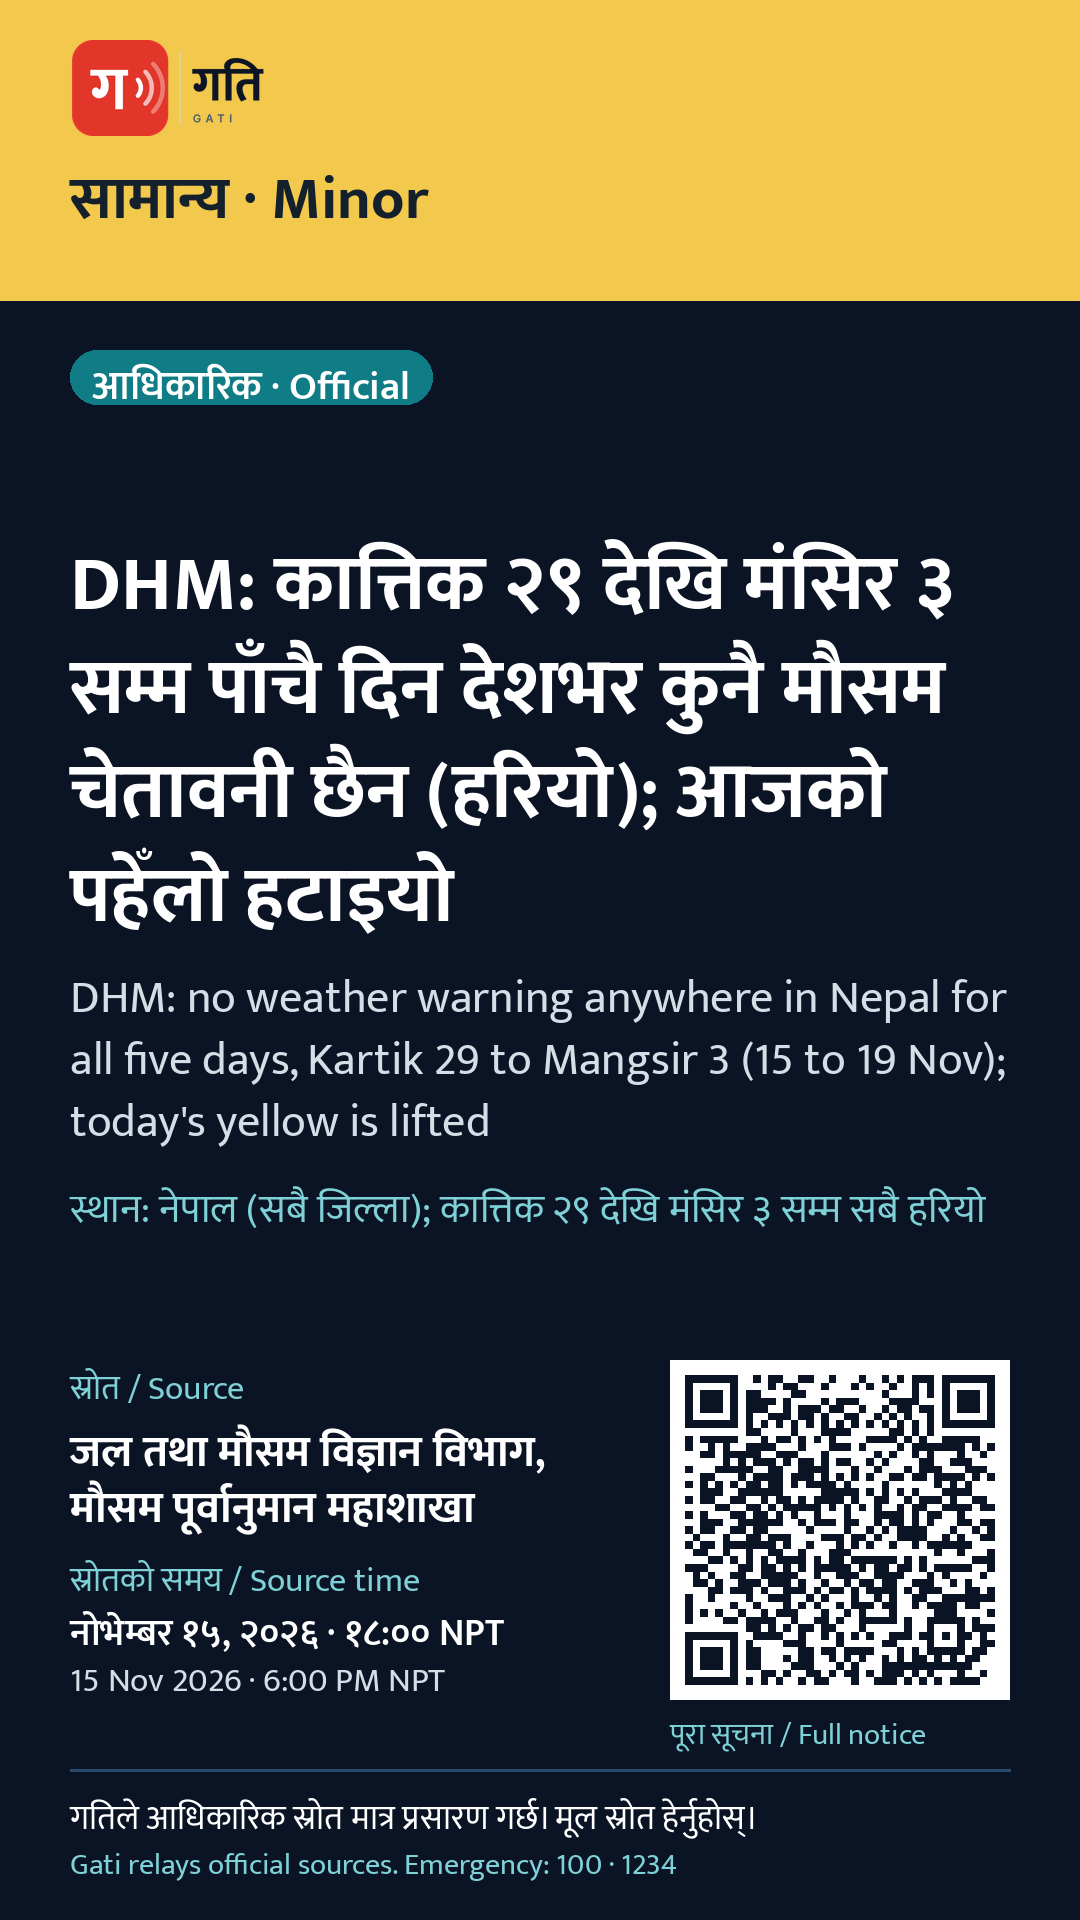 ग
गति
GATI
सामान्य · Minor
आधिकारिक · Official
DHM: कात्तिक २९ देखि मंसिर ३
सम्म पाँचै दिन देशभर कुनै मौसम
चेतावनी छैन (हरियो); आजको
पहेँलो हटाइयो
DHM: no weather warning anywhere in Nepal for
all five days, Kartik 29 to Mangsir 3 (15 to 19 Nov);
today's yellow is lifted
स्थान: नेपाल (सबै जिल्ला); कात्तिक २९ देखि मंसिर ३ सम्म सबै हरियो
स्रोत / Source
जल तथा मौसम विज्ञान विभाग,
मौसम पूर्वानुमान महाशाखा
स्रोतको समय / Source time
नोभेम्बर १५, २०२६ · १८:०० NPT
15 Nov 2026 · 6:00 PM NPT
पूरा सूचना / Full notice
गतिले आधिकारिक स्रोत मात्र प्रसारण गर्छ। मूल स्रोत हेर्नुहोस्।
Gati relays official sources. Emergency: 100 · 1234